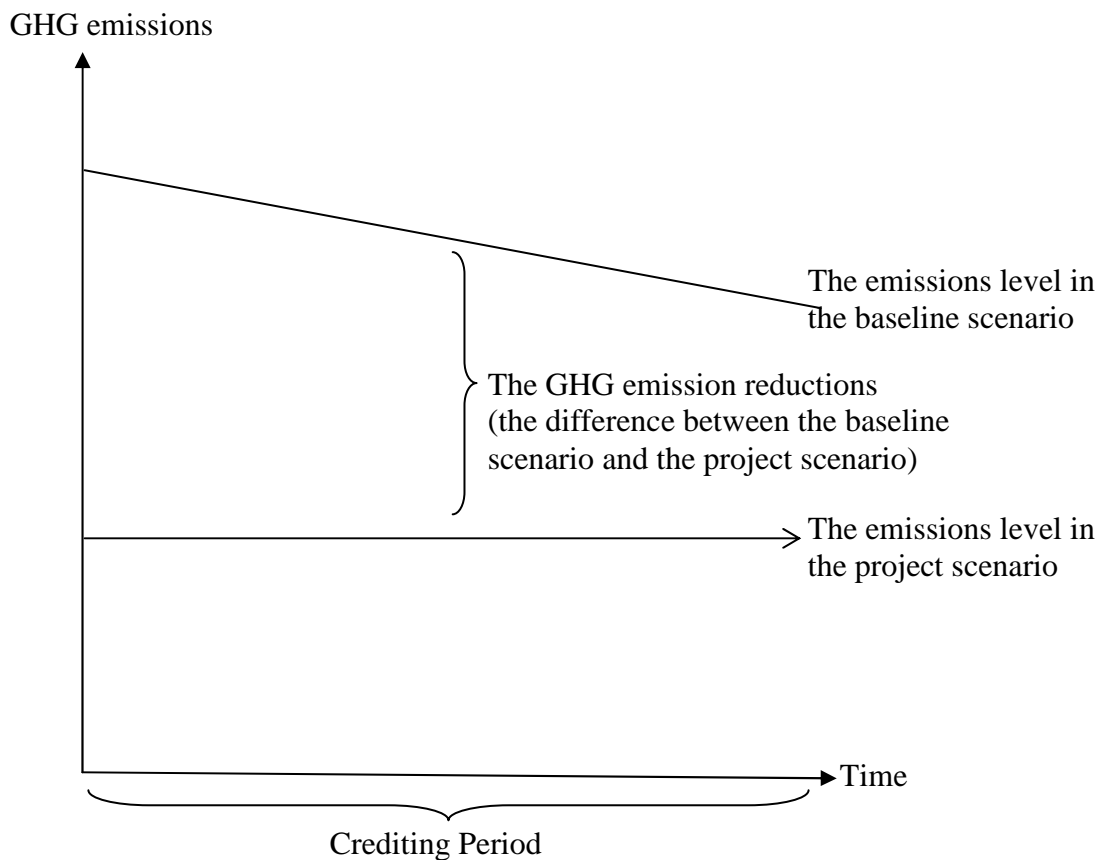 GHG emissions
The emissions level in
the baseline scenario
The GHG emission reductions
(the difference between the baseline
scenario and the project scenario)
The emissions level in
the project scenario
Time
Crediting Period